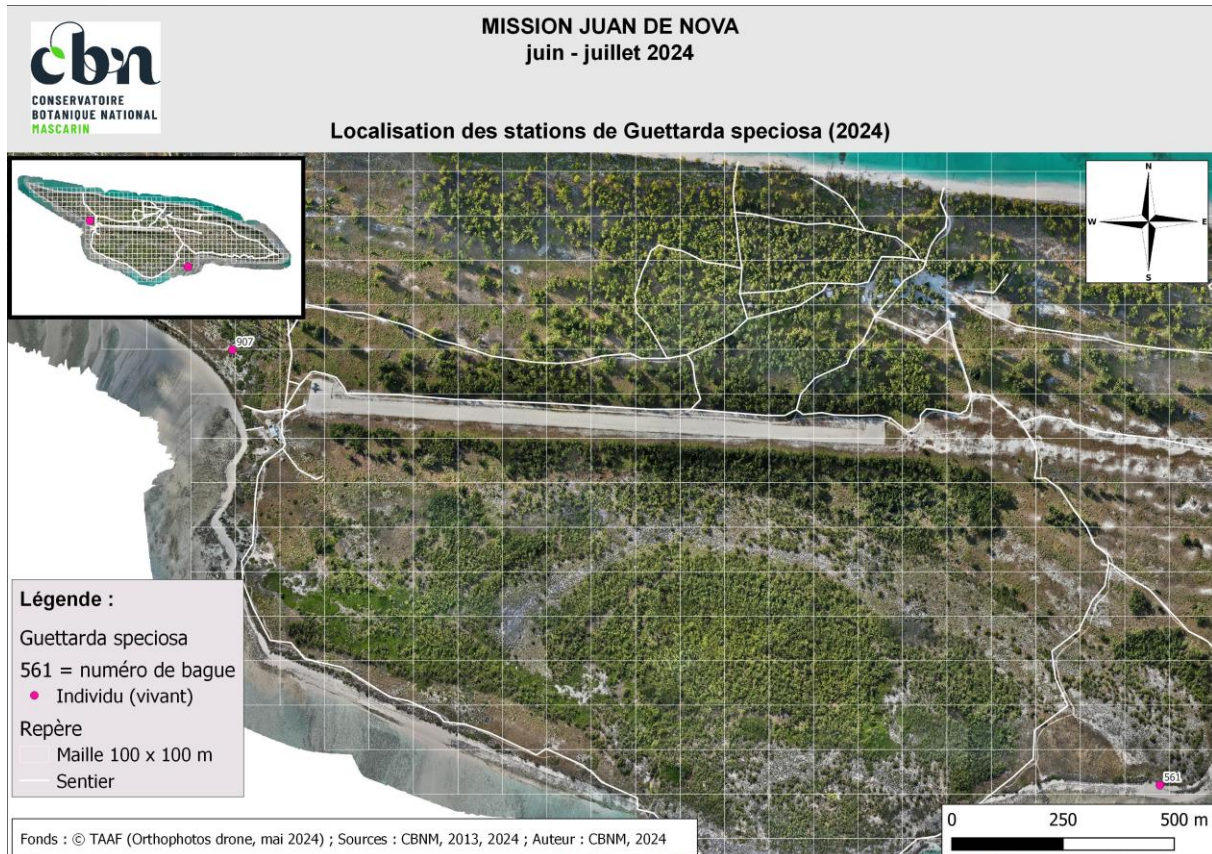 MISSION JUAN DE NOVA
juin - juillet 2024
cbn
CONSERVATOIRE
BOTANIQUE NATIONAL
MASCARIN
Localisation des stations de Guettarda speciosa (2024)
N
W
E
S
907
561
Légende :
Guettarda speciosa
561 = numéro de bague
Individu (vivant)
Repère
Maille 100 x 100 m
Sentier
0 250 500 m
Fonds : © TAAF (Orthophotos drone, mai 2024) ; Sources : CBNM, 2013, 2024 ; Auteur : CBNM, 2024